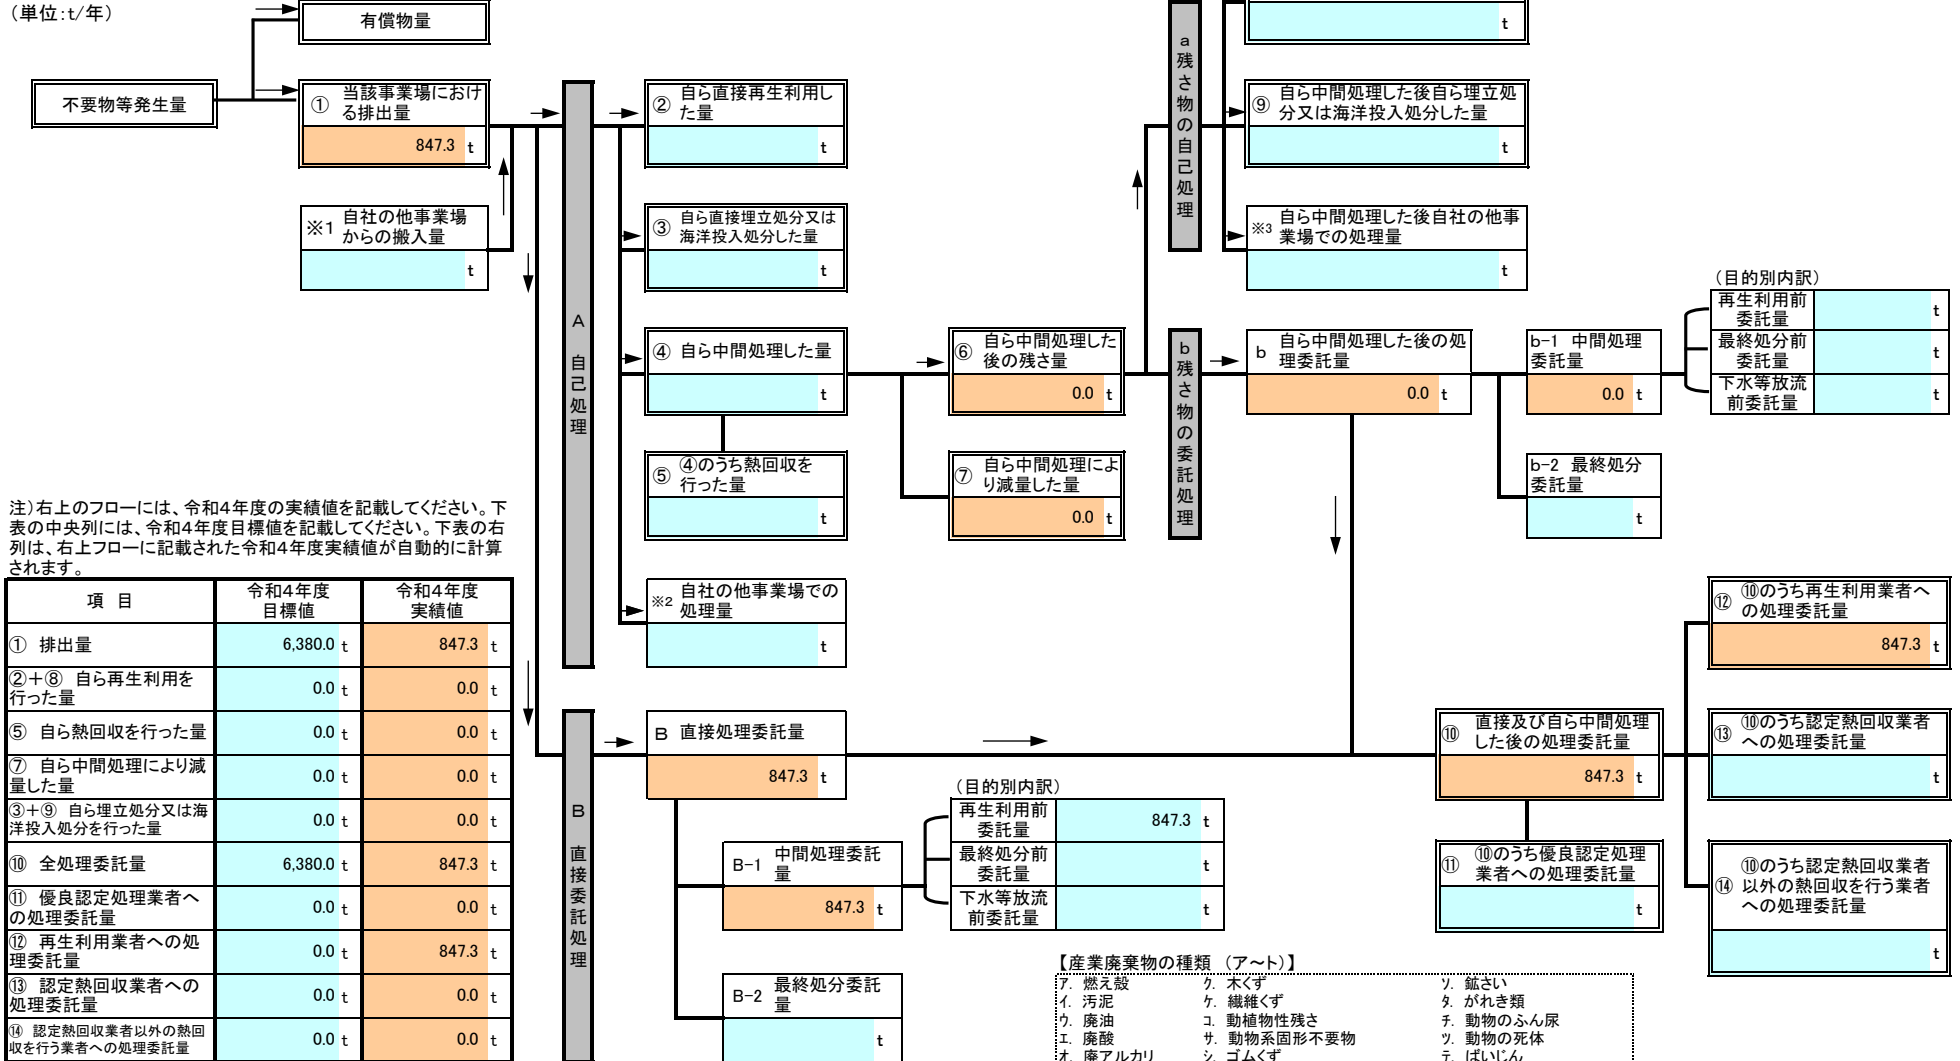 （単位：t/年）
有償物量
不要物等発生量
① 当該事業場におけ
る排出量
847.3 t
※1 自社の他事業場
からの搬入量
t
A 自己処理
② 自ら直接再生利用し
た量
t
③ 自ら直接埋立処分又は
海洋投入処分した量
t
④ 自ら中間処理した量
t
⑤ ④のうち熱回収を
行った量
t
※2 自社の他事業場での
処理量
t
⑥ 自ら中間処理した
後の残さ量
0.0 t
⑦ 自ら中間処理によ
り減量した量
0.0 t
a残さ物の自己処理
t
⑨ 自ら中間処理した後自ら埋立処
分又は海洋投入処分した量
t
※3 自ら中間処理した後自社の他事
業場での処理量
t
b残さ物の委託処理
b 自ら中間処理した後の処
理委託量
0.0 t
b-1 中間処理
委託量
0.0 t
b-2 最終処分
委託量
t
（目的別内訳）
再生利用前
委託量
t
最終処分前
委託量
t
下水等放流
前委託量
t
注）右上のフローには、令和4年度の実績値を記載してください。下
表の中央列には、令和4年度目標値を記載してください。下表の右
列は、右上フローに記載された令和4年度実績値が自動的に計算
されます。
項 目 令和4年度 目標値 令和4年度 実績値
① 排出量 6,380.0 t 847.3 t
②＋⑧ 自ら再生利用を
行った量 0.0 t 0.0 t
⑤ 自ら熱回収を行った量 0.0 t 0.0 t
⑦ 自ら中間処理により減
量した量 0.0 t 0.0 t
③＋⑨ 自ら埋立処分又は海
洋投入処分を行った量 0.0 t 0.0 t
⑩ 全処理委託量 6,380.0 t 847.3 t
⑪ 優良認定処理業者へ
の処理委託量 0.0 t 0.0 t
⑫ 再生利用業者への処
理委託量 0.0 t 847.3 t
⑬ 認定熱回収業者への
処理委託量 0.0 t 0.0 t
⑭ 認定熱回収業者以外の熱回
収を行う業者への処理委託量 0.0 t 0.0 t
B 直接委託処理
B 直接処理委託量
847.3 t
B-1 中間処理委託
量
847.3 t
B-2 最終処分委託
量
t
（目的別内訳）
再生利用前
委託量
847.3 t
最終処分前
委託量
t
下水等放流
前委託量
t
⑩ 直接及び自ら中間処理
した後の処理委託量
847.3 t
⑪ ⑩のうち優良認定処理
業者への処理委託量
t
⑫ ⑩のうち再生利用業者へ
の処理委託量
847.3 t
⑬ ⑩のうち認定熱回収業者
への処理委託量
t
⑭ ⑩のうち認定熱回収業者
以外の熱回収を行う業者
への処理委託量
t
【産業廃棄物の種類 （ア～ト）】
ア. 燃え殻 ク. 木くず ソ. 鉱さい
イ. 汚泥 ケ. 繊維くず タ. がれき類
ウ. 廃油 コ. 動植物性残さ チ. 動物のふん尿
エ. 廃酸 サ. 動物系固形不要物 ツ. 動物の死体
オ. 廃アルカリ シ. ゴムくず テ. ばいじん